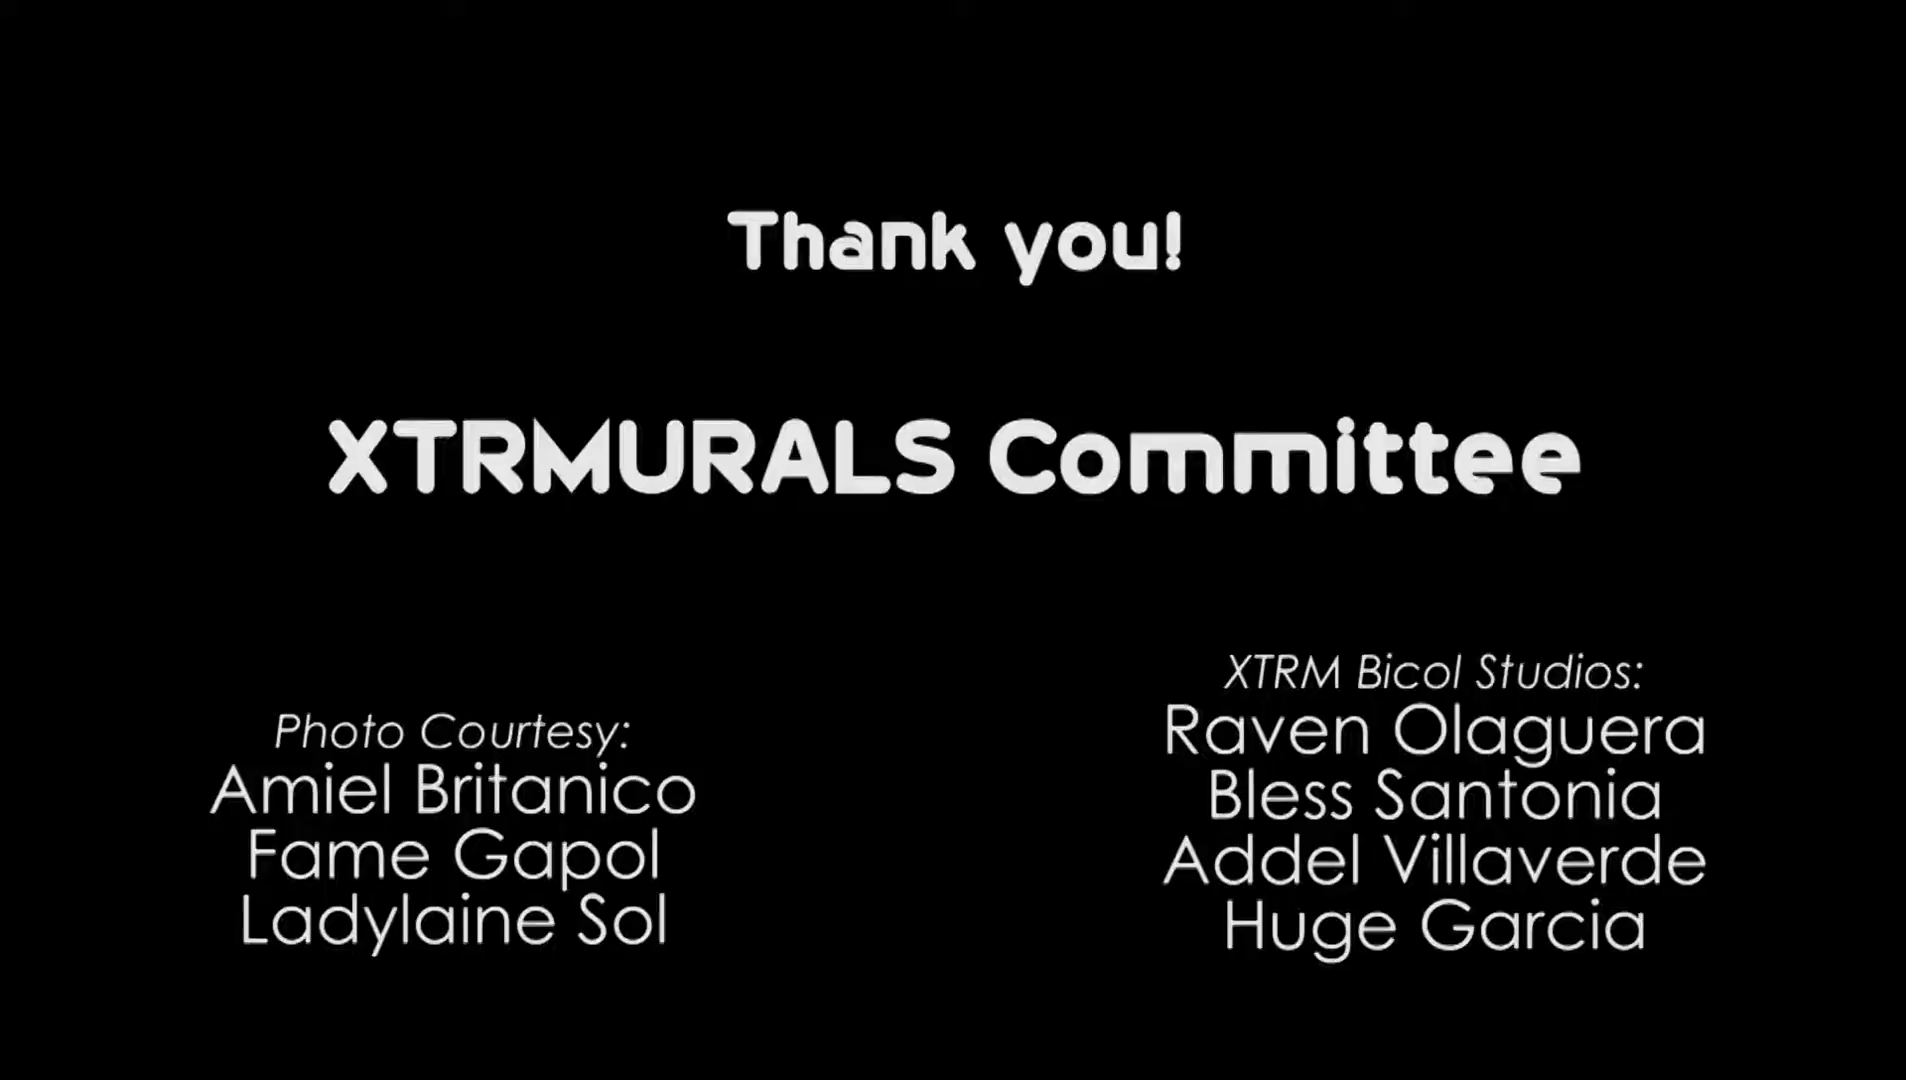 Thank you!
XTRMURALS Committee
Photo Courtesy:
Amiel Britanico
Fame Gapol
Ladylaine Sol
XTRM Bicol Studios:
Raven Olaguera
Bless Santonia
Addel Villaverde
Huge Garcia